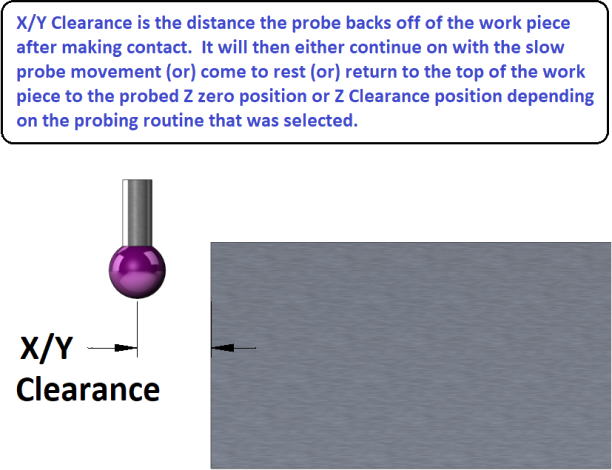 X/Y Clearance is the distance the probe backs off of the work piece
after making contact.  It will then either continue on with the slow
probe movement (or) come to rest (or) return to the top of the work
piece to the probed Z zero position or Z Clearance position depending
on the probing routine that was selected.
X/Y
Clearance